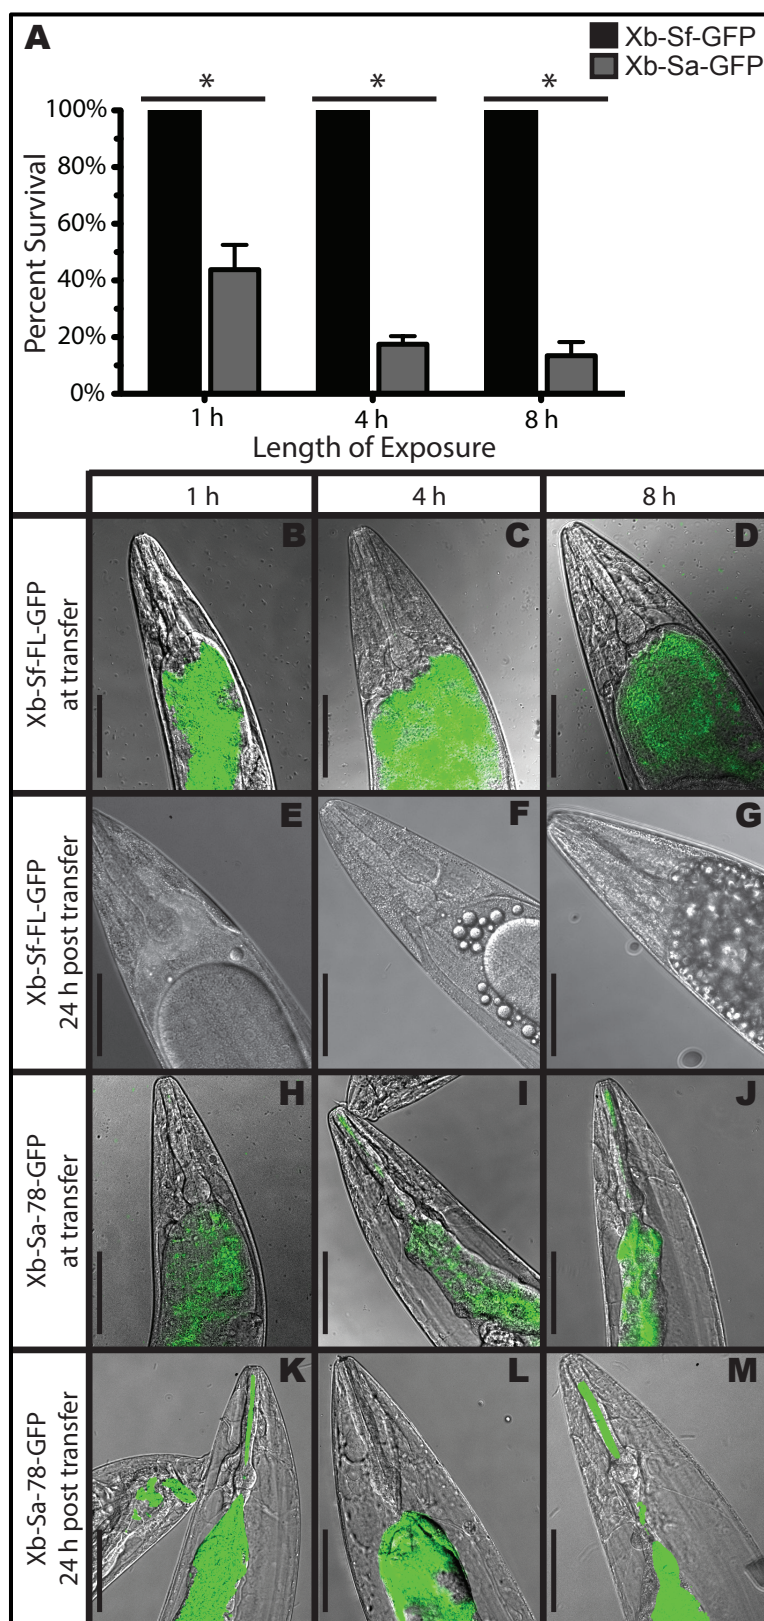 A
Xb-Sf-GFP
Xb-Sa-GFP
* * *
100%
80%
60%
40%
20%
0%
Percent Survival
1 h 4 h 8 h
Length of Exposure
1 h 4 h 8 h
Xb-Sf-FL-GFP
at transfer
B C D
Xb-Sf-FL-GFP
24 h post transfer
E F G
Xb-Sa-78-GFP
at transfer
H I J
Xb-Sa-78-GFP
24 h post transfer
K L M